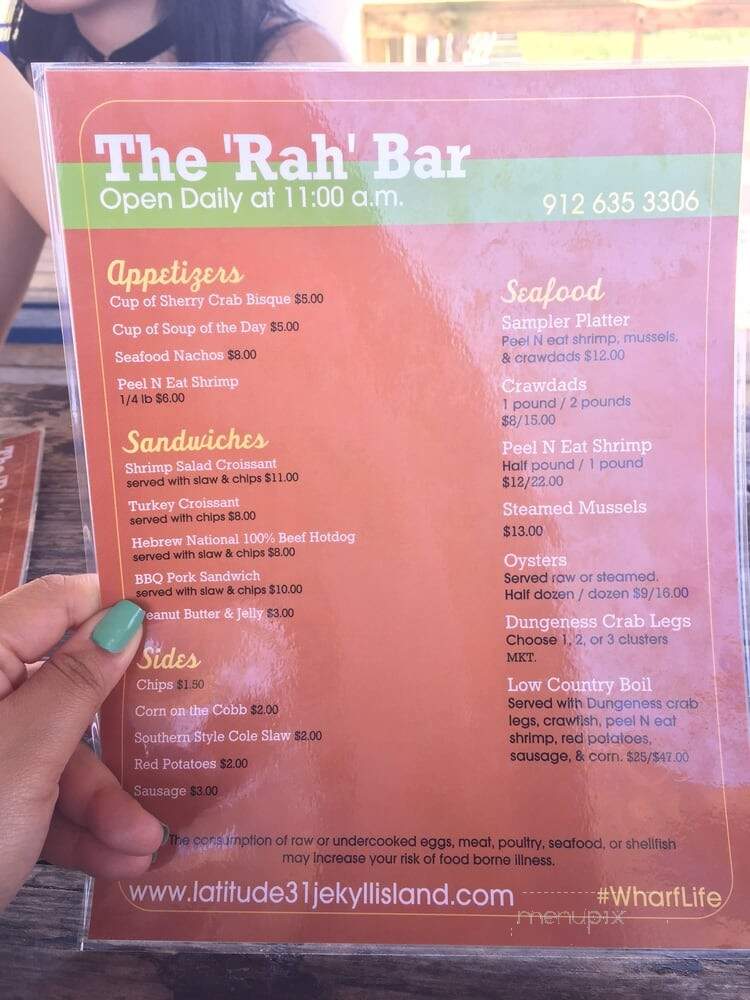 The 'Rah' Bar
Open Daily at 11:00 a.m.
912 635 3306
Appetizers
Cup of Sherry Crab Bisque $5.00
Cup of Soup of the Day $5.00
Seafood Nachos $8.00
Peel N Eat Shrimp
1/4 lb $6.00
Sandwiches
Shrimp Salad Croissant
served with slaw & chips $11.00
Turkey Croissant
served with chips $8.00
Hebrew National 100% Beef Hotdog
served with slaw & chips $8.00
BBQ Pork Sandwich
served with slaw & chips $10.00
eanut Butter & Jelly $3.00
Sides
Chips $1.50
Corn on the Cobb $2.00
Southern Style Cole Slaw $2.00
Red Potatoes $2.00
Sausage $3.00
Seafood
Sampler Platter
Peel N eat shrimp, mussels,
& crawdads $12.00
Crawdads
1 pound / 2 pounds
$8/15.00
Peel N Eat Shrimp
Half pound / 1 pound
$12/22.00
Steamed Mussels
$13.00
Oysters
Served raw or steamed.
Half dozen / dozen $9/16.00
Dungeness Crab Legs
Choose 1, 2, or 3 clusters
MKT.
Low Country Boil
Served with Dungeness crab
legs, crawfish, peel N eat
shrimp, red potatoes,
sausage, & corn. $25/$47.00
The consumption of raw or undercooked eggs, meat, poultry, seafood, or shellfish
may increase your risk of food borne illness.
www.latitude31jekyllisland.com
#WharfLife
menupix